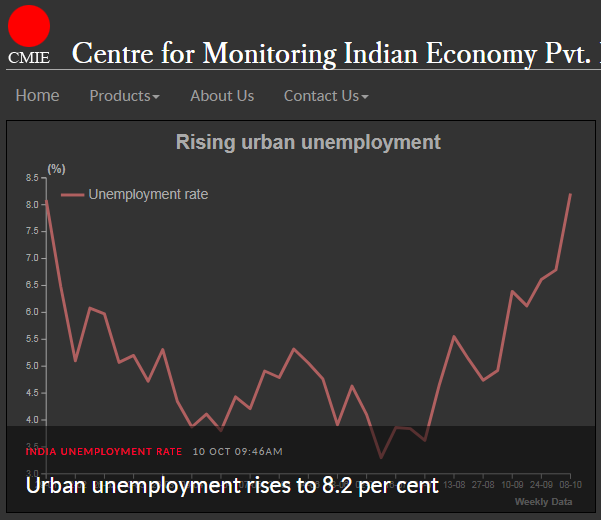 CMIE
Centre for Monitoring Indian Economy Pvt.
Home Products About Us Contact Us
Rising urban unemployment
(%)
Unemployment rate
8.5
8.0
7.5
7.0
6.5
6.0
5.5
5.0
4.5
4.0
3.5
3.0
INDIA UNEMPLOYMENT RATE 10 OCT 09:46AM
Urban unemployment rises to 8.2 per cent
13-08 27-08 10-09 24-09 08-10
Weekly Data